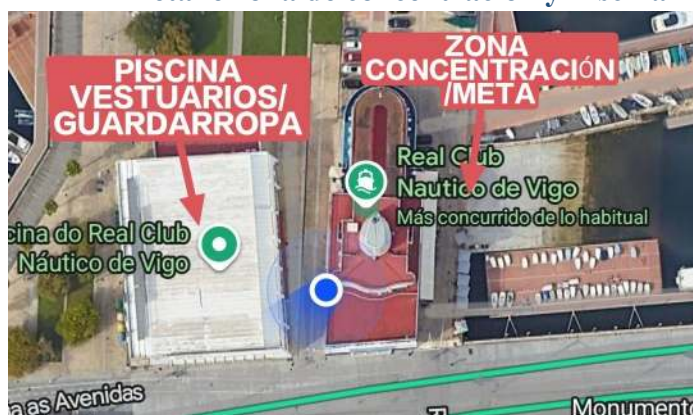 PISCINA
VESTUARIOS/
GUARDARROPA
ZONA
CONCENTRACIÓN
/META
Real Club
Nautico de Vigo
Más concurrido de lo habitual
cina do Real Club
Náutico de Vigo
a as Avenidas
Monument